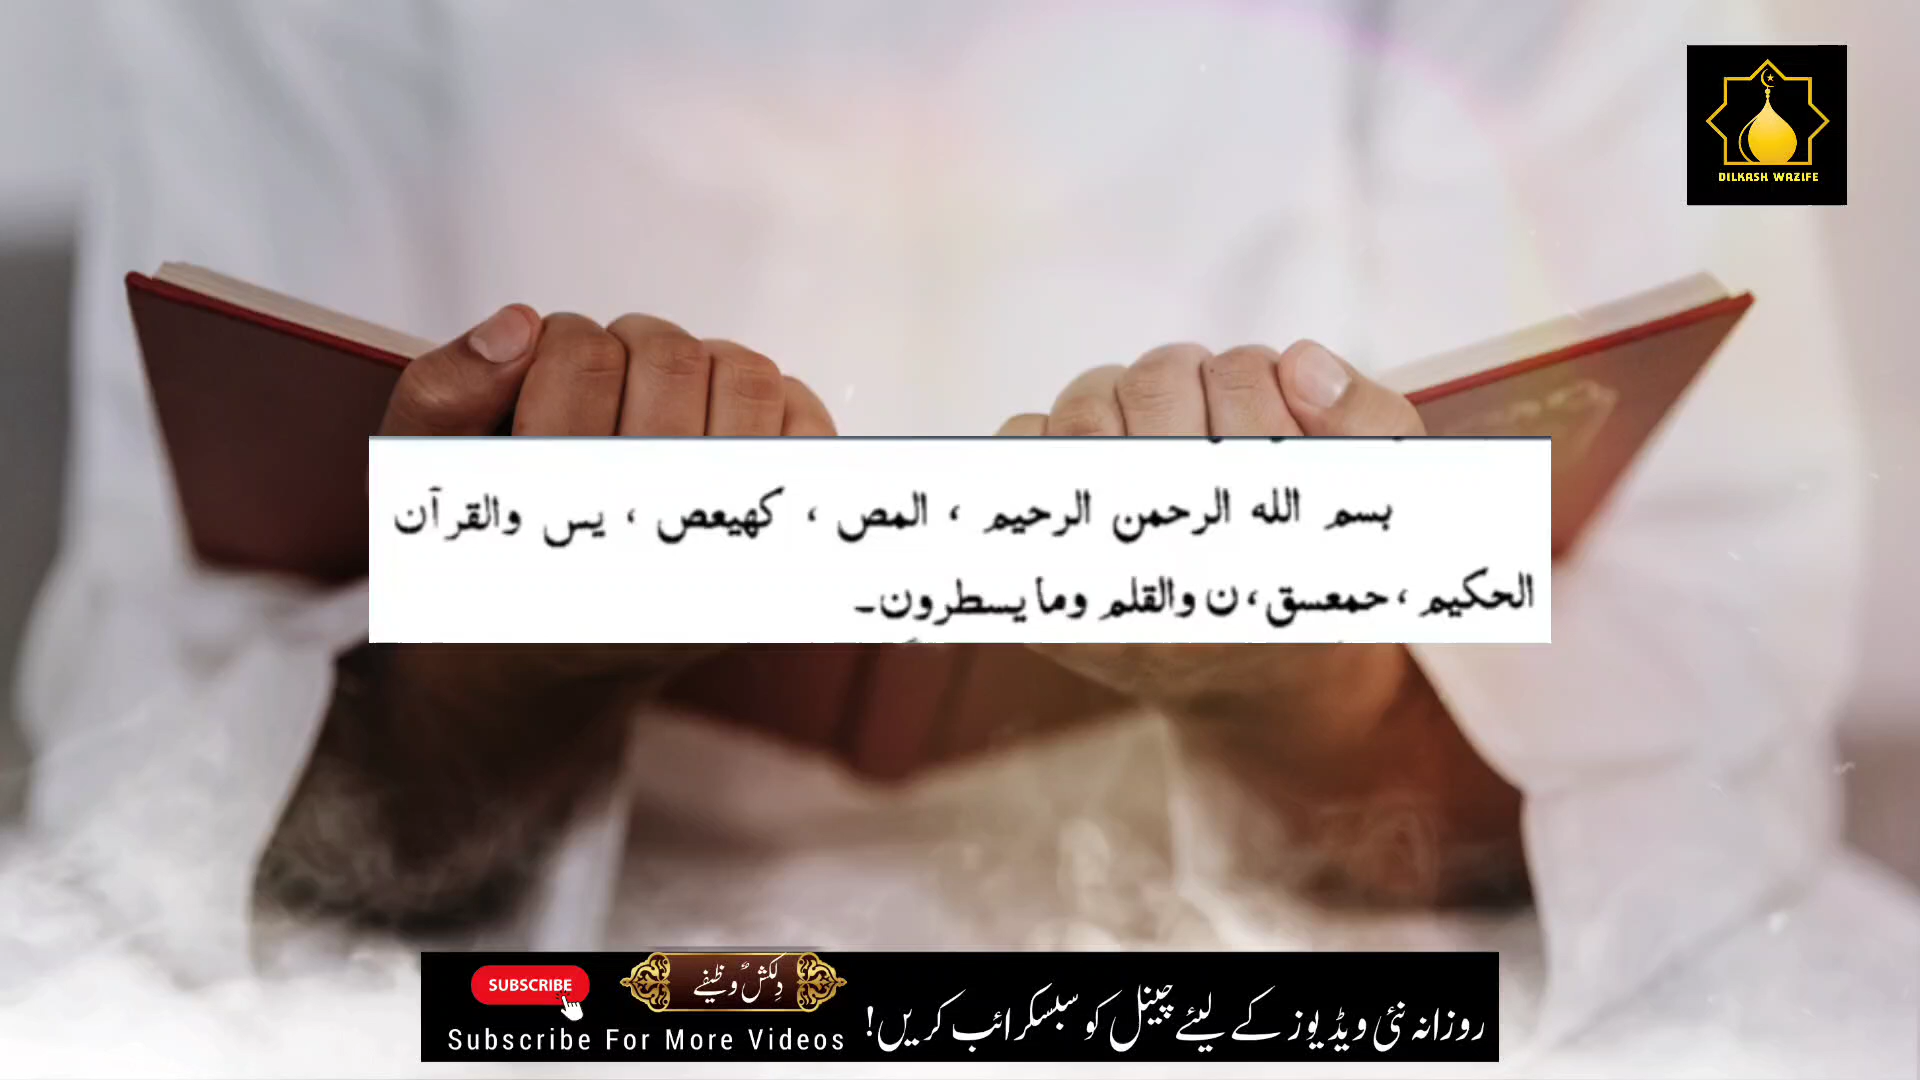 DILKASH WAZIFE
بسم الله الرحمن الرحيم ، المص ، كهيعص ، يس والقرآن
الحكيم ، حمعسق ، ن والقلم وما يسطرون۔
SUBSCRIBE
دلکش وظیفے
Subscribe For More Videos
روزانہ نئی ویڈیوز کے لیئے چینل کو سبسکرائب کریں!